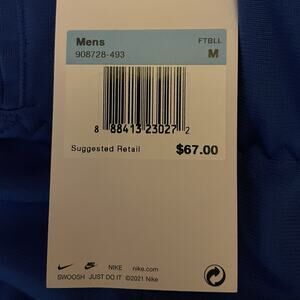 Mens FTBLL
908728-493 M
8 88413 23027 2
Suggested Retail $67.00
NIKE nike.com
SWOOSH JUST DO IT ©2021 Nike